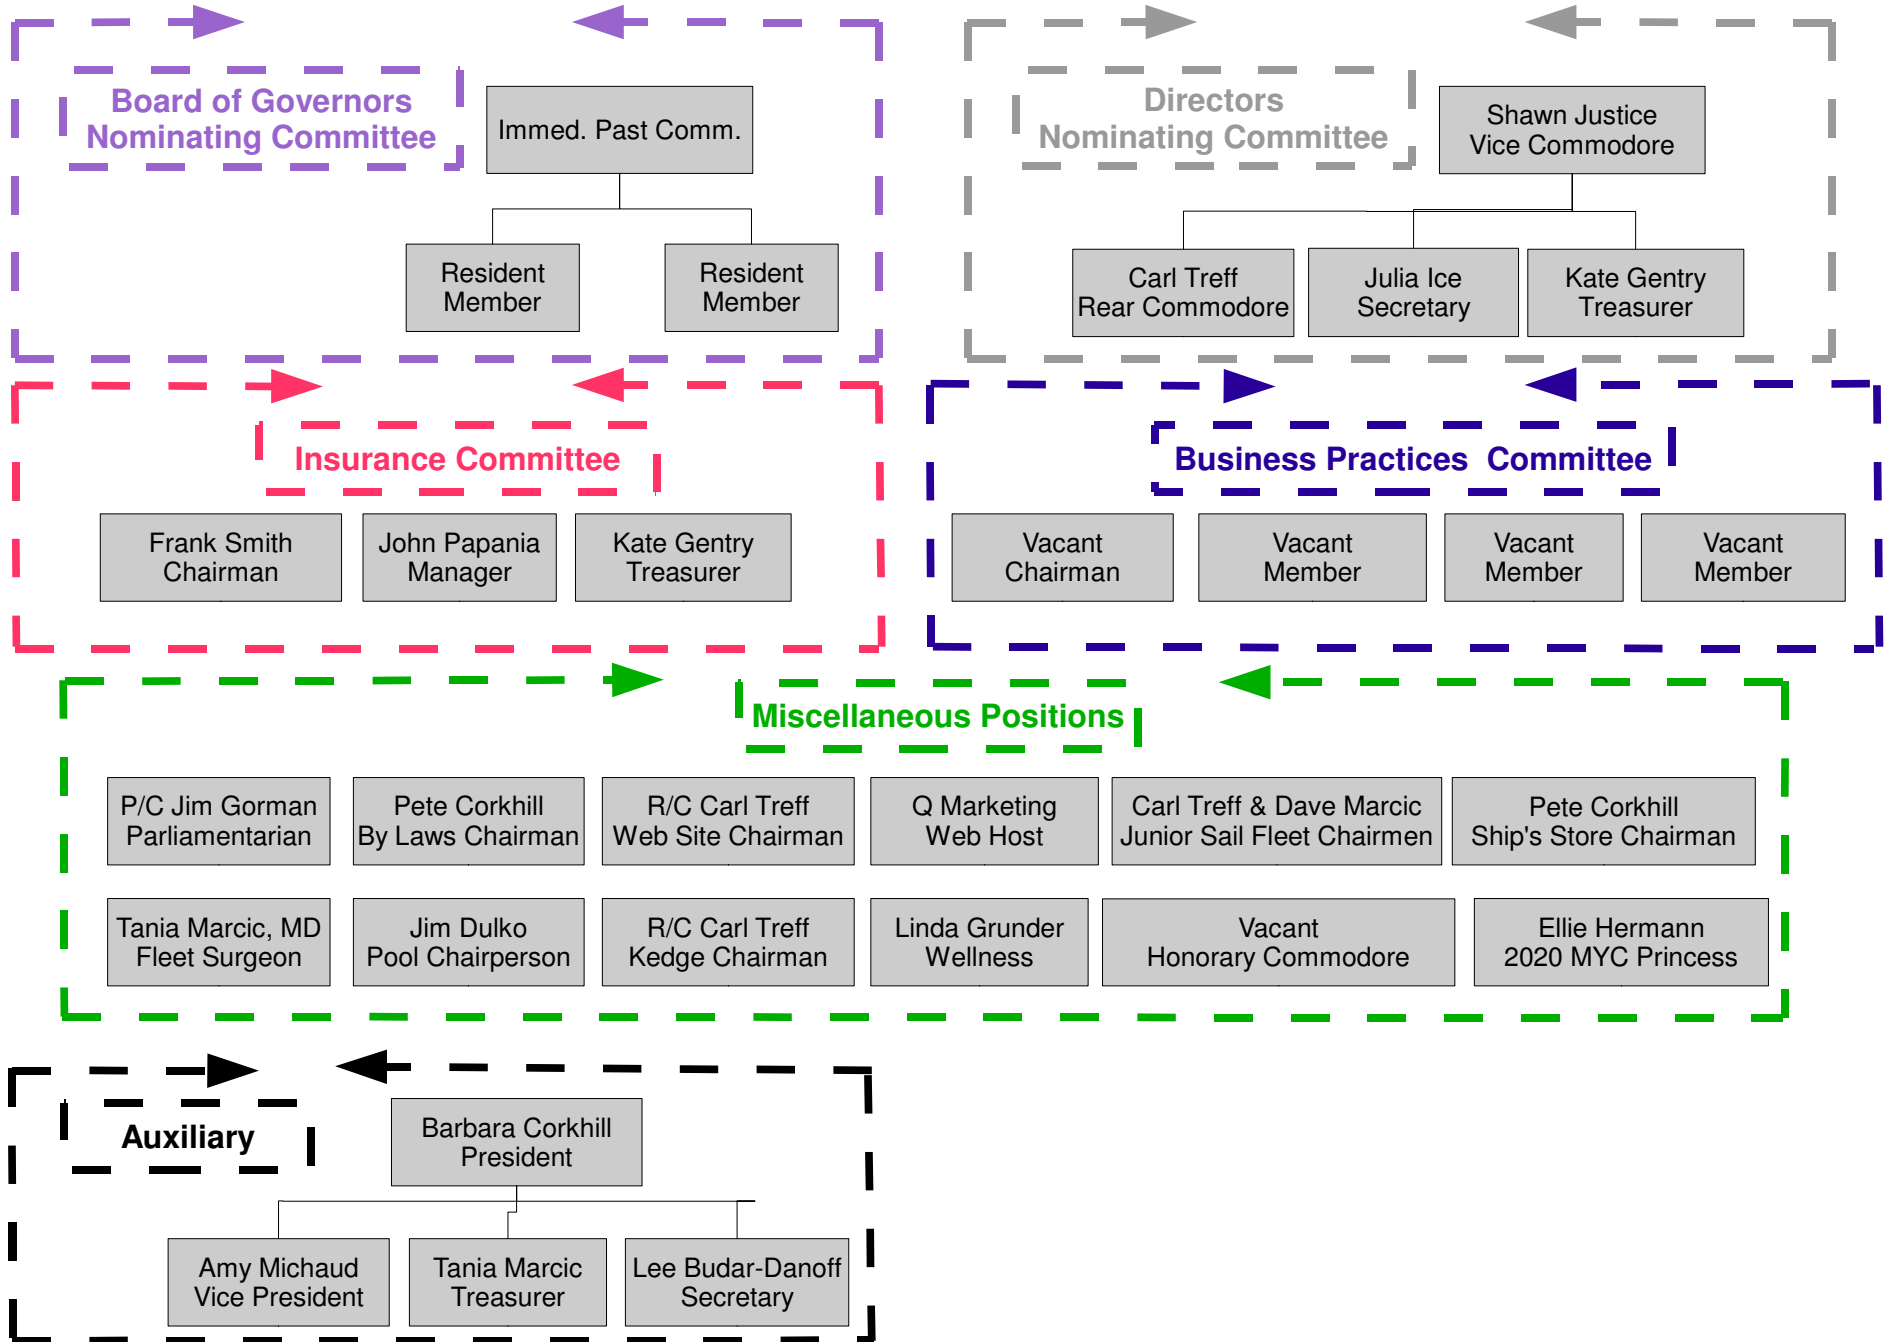 Board of Governors
Nominating Committee
Immed. Past Comm.
Resident
Member
Resident
Member
Directors
Nominating Committee
Shawn Justice
Vice Commodore
Carl Treff
Rear Commodore
Julia Ice
Secretary
Kate Gentry
Treasurer
Insurance Committee
Frank Smith
Chairman
John Papania
Manager
Kate Gentry
Treasurer
Business Practices  Committee
Vacant
Chairman
Vacant
Member
Vacant
Member
Vacant
Member
Miscellaneous Positions
P/C Jim Gorman
Parliamentarian
Pete Corkhill
By Laws Chairman
R/C Carl Treff
Web Site Chairman
Q Marketing
Web Host
Carl Treff & Dave Marcic
Junior Sail Fleet Chairmen
Pete Corkhill
Ship's Store Chairman
Tania Marcic, MD
Fleet Surgeon
Jim Dulko
Pool Chairperson
R/C Carl Treff
Kedge Chairman
Linda Grunder
Wellness
Vacant
Honorary Commodore
Ellie Hermann
2020 MYC Princess
Auxiliary
Barbara Corkhill
President
Amy Michaud
Vice President
Tania Marcic
Treasurer
Lee Budar-Danoff
Secretary